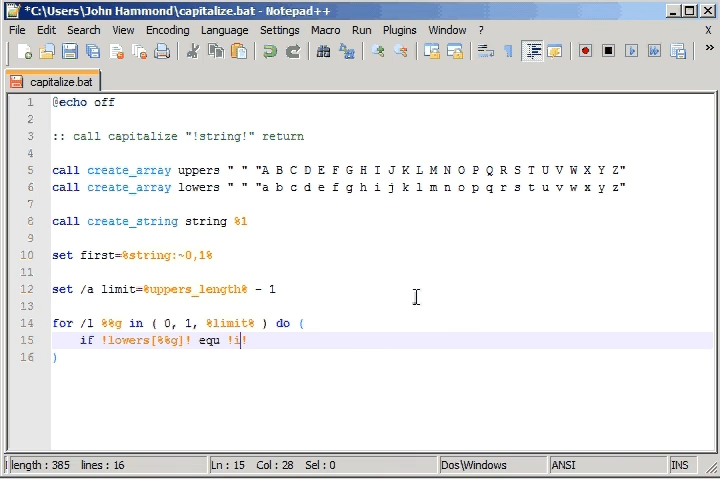 *C:\Users\John Hammond\capitalize.bat - Notepad++
File Edit Search View Encoding Language Settings Macro Run Plugins Window ? X
capitalize.bat
1 @echo off
2
3 :: call capitalize "!string!" return
4
5 call create_array uppers " " "A B C D E F G H I J K L M N O P Q R S T U V W X Y Z"
6 call create_array lowers " " "a b c d e f g h i j k l m n o p q r s t u v w x y z"
7
8 call create_string string %1
9
10 set first=%string:~0,1%
11
12 set /a limit=%uppers_length% - 1
13
14 for /l %%g in ( 0, 1, %limit% ) do (
15 if !lowers[%%g]! equ !i!
16 )
length : 385 lines : 16 Ln : 15 Col : 28 Sel : 0 Dos\Windows ANSI INS